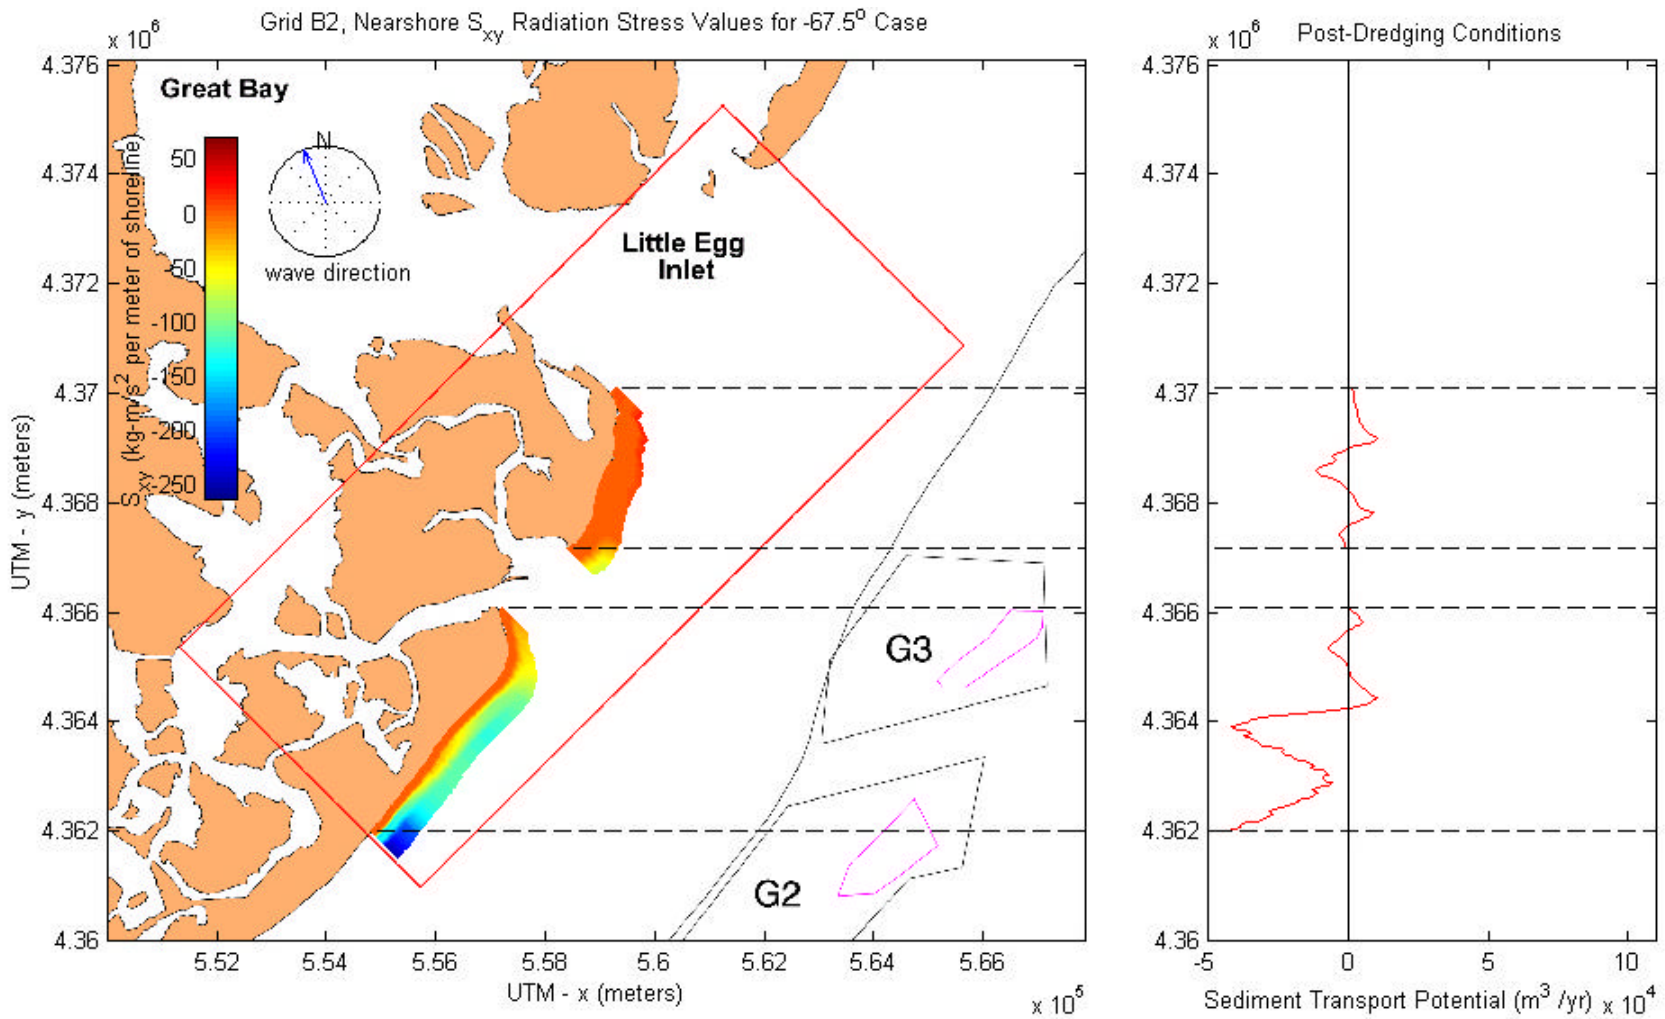 Grid B2, Nearshore Sxy Radiation Stress Values for -67.5o Case
x 10^6
4.376
4.374
4.372
4.37
4.368
4.366
4.364
4.362
4.36
UTM - y (meters)
Great Bay
Sxy (kg-m/s^2 per meter of shoreline)
50
0
-50
-100
-150
-200
-250
N
wave direction
Little Egg
Inlet
G3
G2
5.52
5.54
5.56
5.58
5.6
5.62
5.64
5.66
UTM - x (meters)
x 10^5
Post-Dredging Conditions
x 10^6
4.376
4.374
4.372
4.37
4.368
4.366
4.364
4.362
4.36
-5
0
5
10
Sediment Transport Potential (m^3 /yr) x 10^4